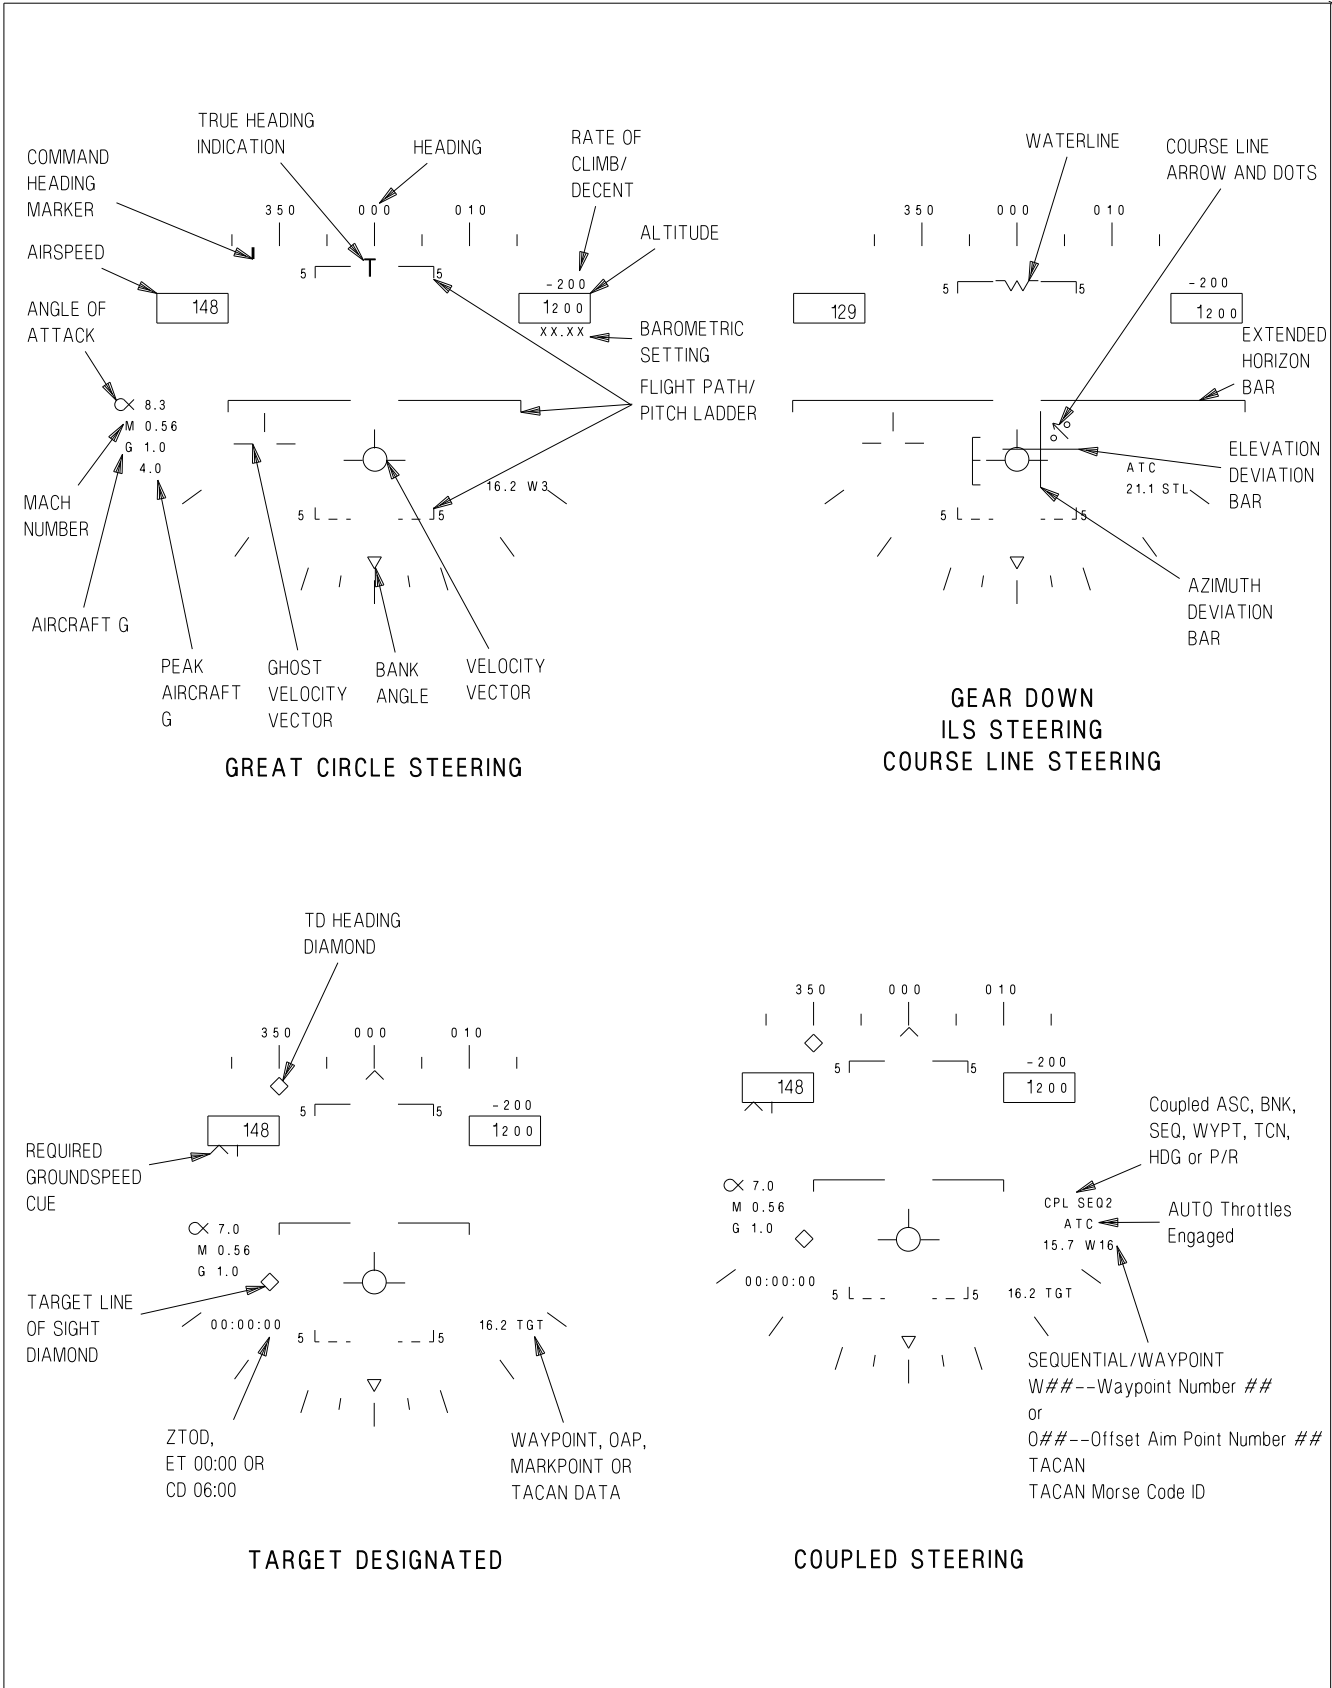 TRUE HEADING
INDICATION
HEADING
RATE OF
CLIMB/
DECENT
COMMAND
HEADING
MARKER
350 000 010
ALTITUDE
AIRSPEED
T
5 5
-200
148
1200
XX.XX
BAROMETRIC
SETTING
ANGLE OF
ATTACK
FLIGHT PATH/
PITCH LADDER
8.3
M 0.56
G 1.0
4.0
16.2 W3
MACH
NUMBER
5 5
AIRCRAFT G
PEAK
AIRCRAFT
G
GHOST
VELOCITY
VECTOR
BANK
ANGLE
VELOCITY
VECTOR
GREAT CIRCLE STEERING
WATERLINE
COURSE LINE
ARROW AND DOTS
350 000 010
5 5
-200
129
1200
EXTENDED
HORIZON
BAR
ELEVATION
DEVIATION
BAR
ATC
21.1 STL
5 5
AZIMUTH
DEVIATION
BAR
GEAR DOWN
ILS STEERING
COURSE LINE STEERING
TD HEADING
DIAMOND
350 000 010
5 5
-200
148
1200
REQUIRED
GROUNDSPEED
CUE
7.0
M 0.56
G 1.0
TARGET LINE
OF SIGHT
DIAMOND
00:00:00
5 5
16.2 TGT
ZTOD,
ET 00:00 OR
CD 06:00
WAYPOINT, OAP,
MARKPOINT OR
TACAN DATA
TARGET DESIGNATED
350 000 010
5 5
-200
148
1200
Coupled ASC, BNK,
SEQ, WYPT, TCN,
HDG or P/R
7.0
M 0.56
G 1.0
CPL SEQ2
ATC
15.7 W16
AUTO Throttles
Engaged
00:00:00
5 5
16.2 TGT
SEQUENTIAL/WAYPOINT
W##--Waypoint Number ##
or
O##--Offset Aim Point Number ##
TACAN
TACAN Morse Code ID
COUPLED STEERING